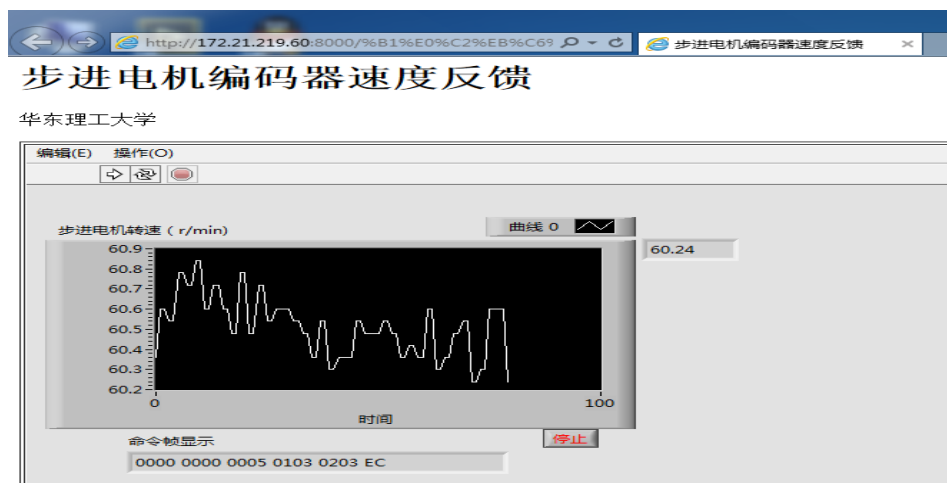 http://172.21.219.60:8000/%B1%E0%C2%EB%C69
步进电机编码器速度反馈
步进电机编码器速度反馈
华东理工大学
编辑(E) 操作(O)
步进电机转速（r/min)
曲线 0
60.24
60.9
60.8
60.7
60.6
60.5
60.4
60.3
60.2
0
100
时间
命令帧显示
停止
0000 0000 0005 0103 0203 EC